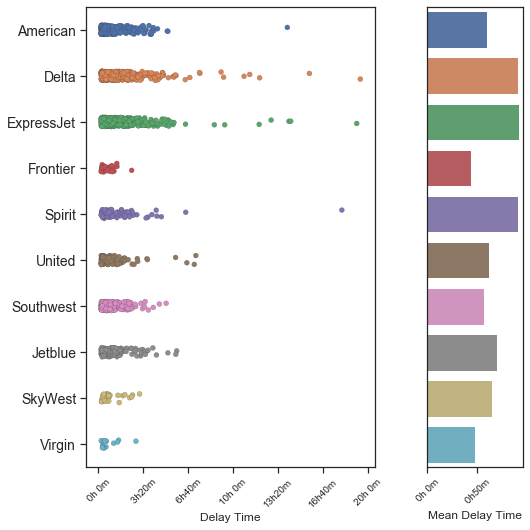 American
Delta
ExpressJet
Frontier
Spirit
United
Southwest
Jetblue
SkyWest
Virgin
0h 0m
3h20m
6h40m
10h 0m
13h20m
16h40m
20h 0m
Delay Time
0h 0m
0h50m
Mean Delay Time